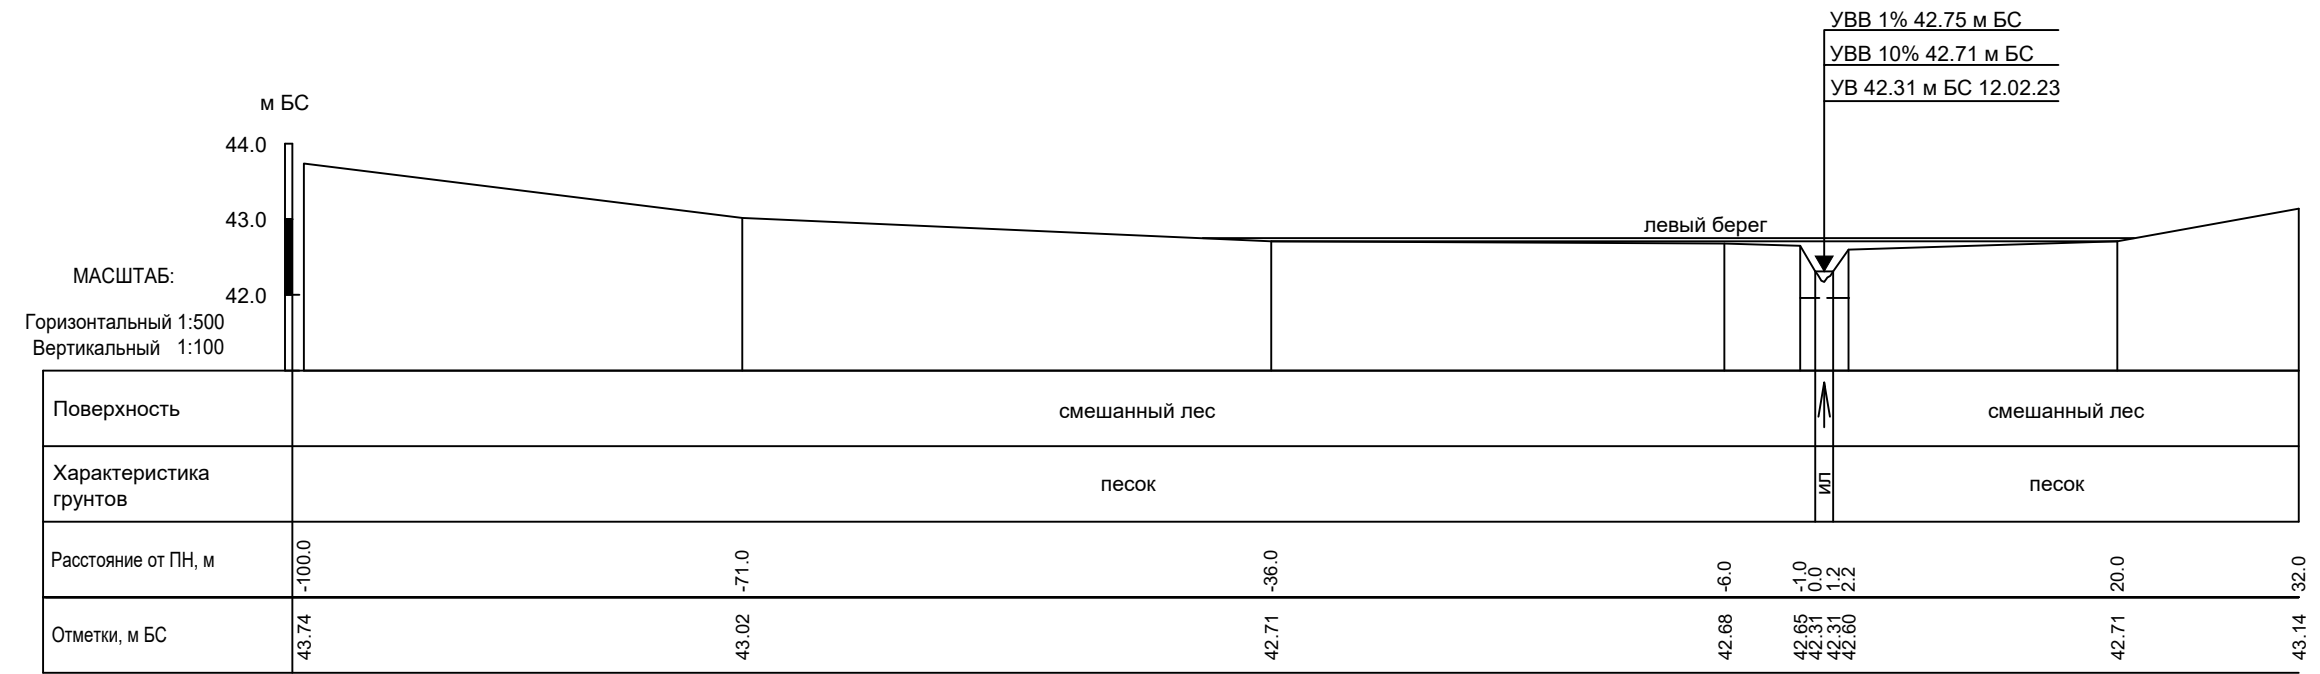 УВВ 1% 42.75 м БС
УВВ 10% 42.71 м БС
УВ 42.31 м БС 12.02.23
м БС
44.0
43.0
42.0
левый берег
МАСШТАБ:
Горизонтальный 1:500
Вертикальный 1:100
Поверхность
смешанный лес
смешанный лес
Характеристика
грунтов
песок
ил
песок
Расстояние от ПН, м
-100.0
-71.0
-36.0
-6.0
-1.0
0.0
1.2
2.2
20.0
32.0
Отметки, м БС
43.74
43.02
42.71
42.68
42.65
42.31
42.31
42.60
42.71
43.14